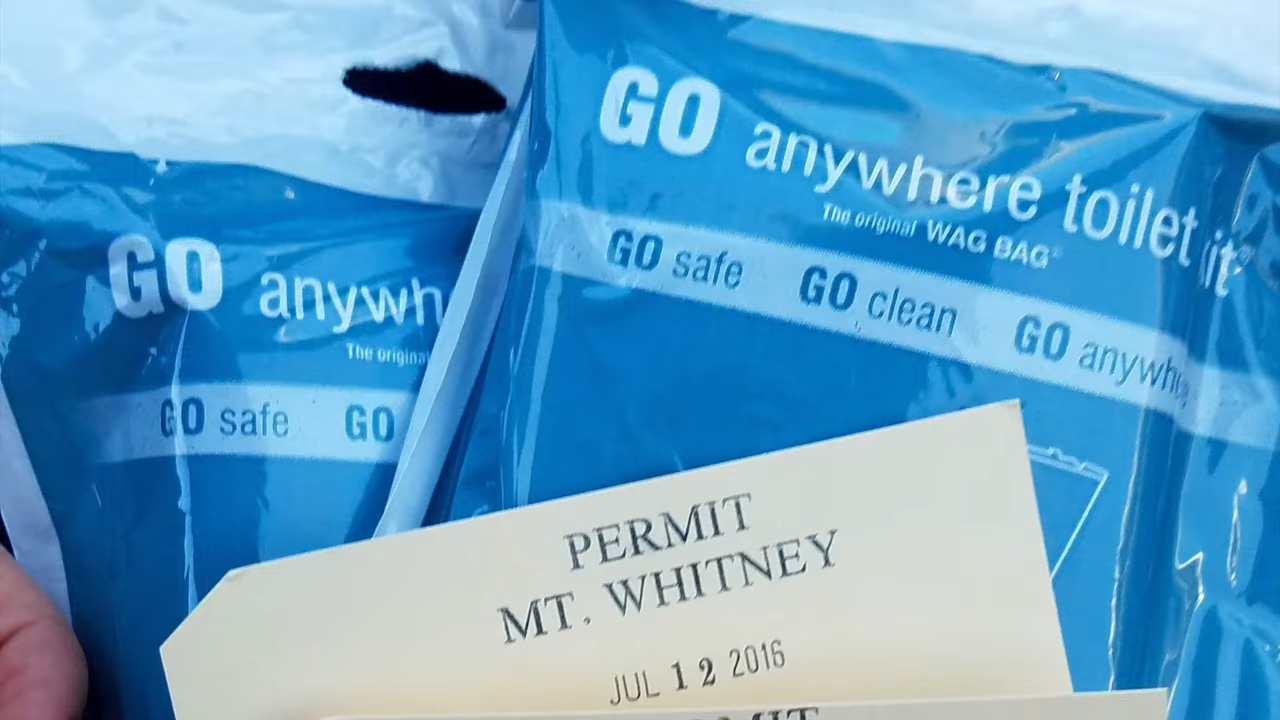 GO anywhere toilet kit
The original WAG BAG
GO safe GO clean GO anywhe
GO anywh
The original
GO safe GO
PERMIT
MT. WHITNEY
JUL 12 2016